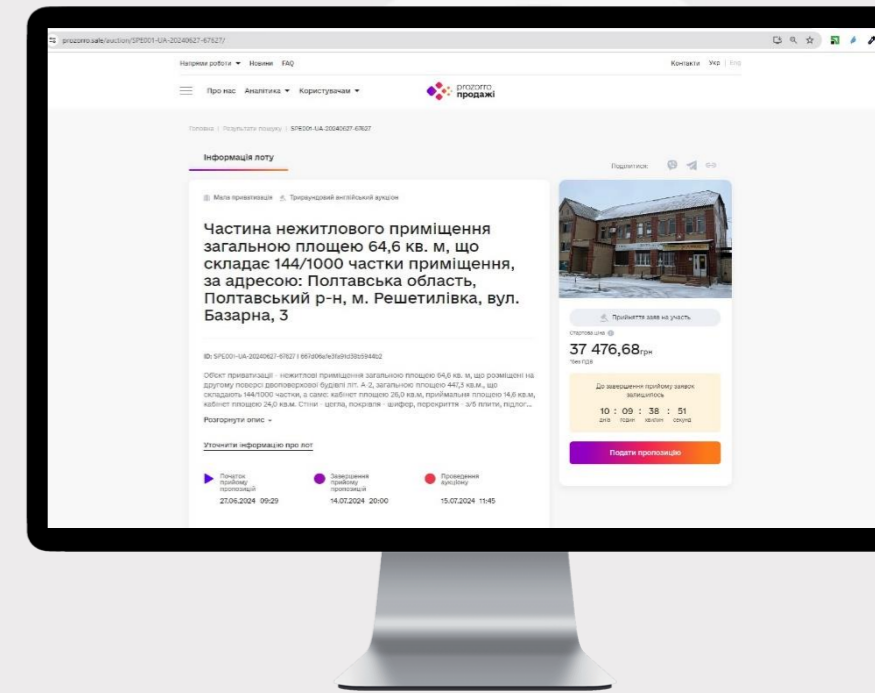 prozorro.sale/auction/SPE001-UA-20240627-67627/
Напрями роботи Новини FAQ
Контакти Укр | Eng
Про нас Аналітика Користувачам
prozorro
продажі
Головна | Результати пошуку | SPE001-UA-20240627-67627
Інформація лоту
Поділитися:
Мала приватизація Трираундовий англійський аукціон
Частина нежитлового приміщення
загальною площею 64,6 кв. м, що
складає 144/1000 частки приміщення,
за адресою: Полтавська область,
Полтавський р-н, м. Решетилівка, вул.
Базарна, 3
ID: SPE001-UA-20240627-67627 |
Об'єкт приватизації - нежитлові приміщення загальною площею 64,6 кв. м, що розміщені на
другому поверсі двоповерхової будівлі літ. А-2, загальною площею 447,3 кв.м., що
складають 144/1000 частки, а саме: кабінет площею 26,0 кв.м, приймальня площею 14,6 кв.м,
кабінет площею 24,0 кв.м. Стіни - цегла, покрівля - шифер, перекриття - з/б плити, підлог...
Розгорнути опис
Уточнити інформацію про лот
Початок
прийому
пропозицій
27.06.2024 09:29
Завершення
прийому
пропозицій
14.07.2024 20:00
Проведення
аукціону
15.07.2024 11:45
Прийняття заяв на участь
Стартова ціна
37 476,68грн
*без ПДВ
До завершення прийому заявок
залишилось
10 : 09 : 38 : 51
днів годин хвилин секунд
Подати пропозицію